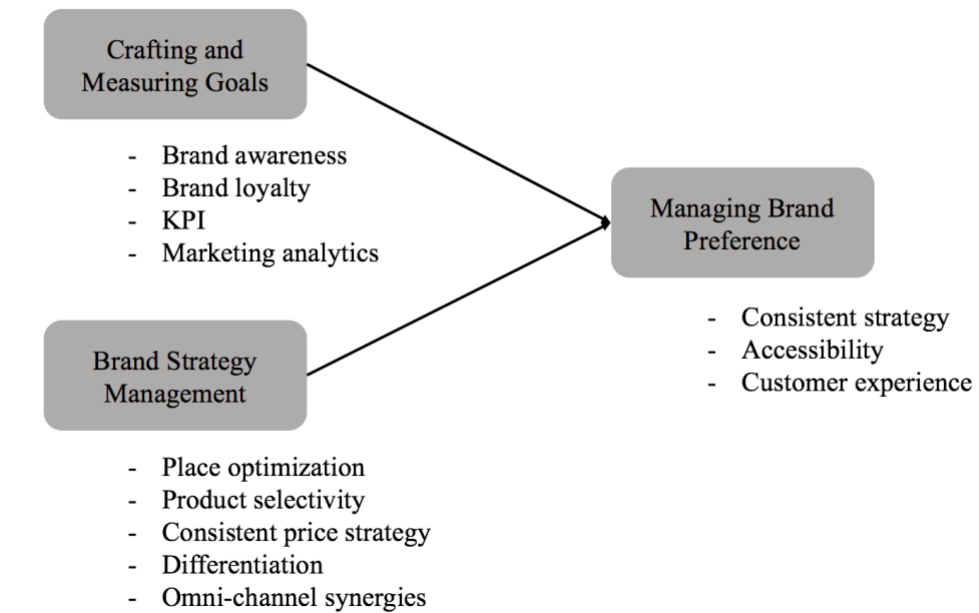 Crafting and
Measuring Goals
- Brand awareness
- Brand loyalty
- KPI
- Marketing analytics
Managing Brand
Preference
- Consistent strategy
- Accessibility
- Customer experience
Brand Strategy
Management
- Place optimization
- Product selectivity
- Consistent price strategy
- Differentiation
- Omni-channel synergies